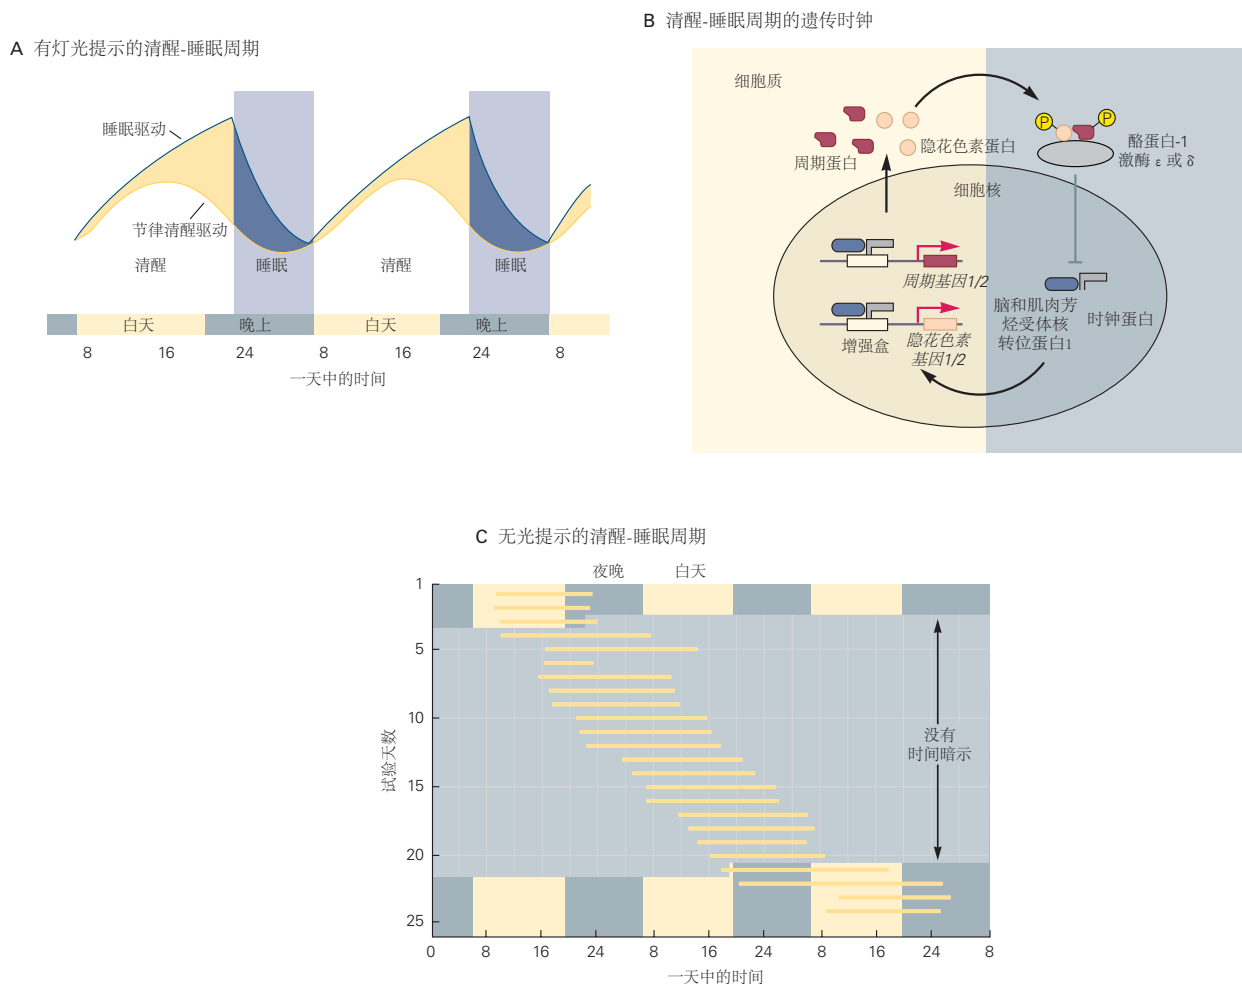 A 有灯光提示的清醒-睡眠周期
睡眠驱动
节律清醒驱动
清醒
睡眠
清醒
睡眠
白天
晚上
白天
晚上
8 16 24 8 16 24 8
一天中的时间
B 清醒-睡眠周期的遗传时钟
细胞质
P
P
周期蛋白
隐花色素蛋白
酪蛋白-1
激酶 ε 或 δ
细胞核
周期基因1/2
增强盒
隐花色素
基因1/2
脑和肌肉芳
烃受体核
转位蛋白1
时钟蛋白
C 无光提示的清醒-睡眠周期
夜晚 白天
1
5
10
15
20
25
试验天数
没有
时间暗示
0 8 16 24 8 16 24 8 16 24 8
一天中的时间